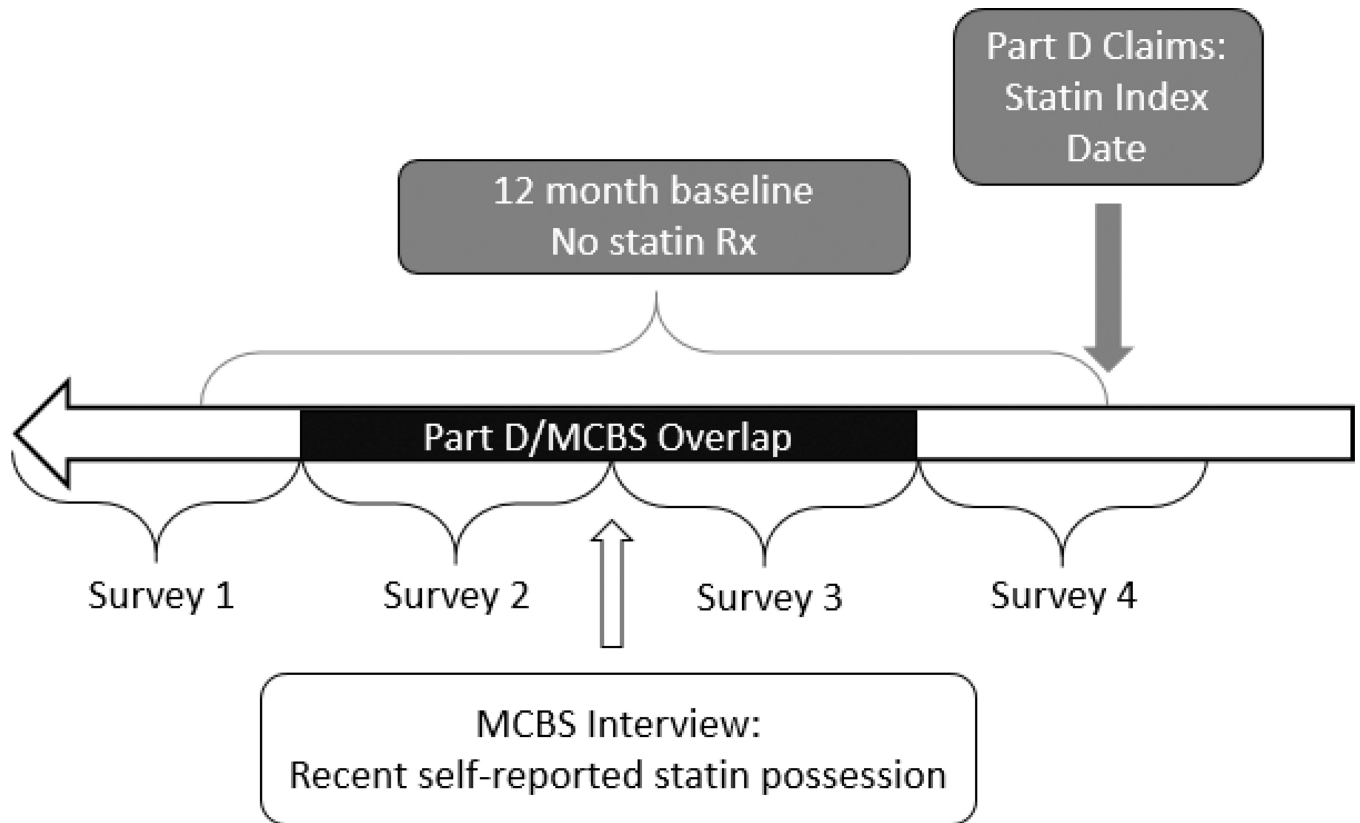 Part D Claims:
Statin Index
Date
12 month baseline
No statin Rx
Part D/MCBS Overlap
Survey 1
Survey 2
Survey 3
Survey 4
MCBS Interview:
Recent self-reported statin possession